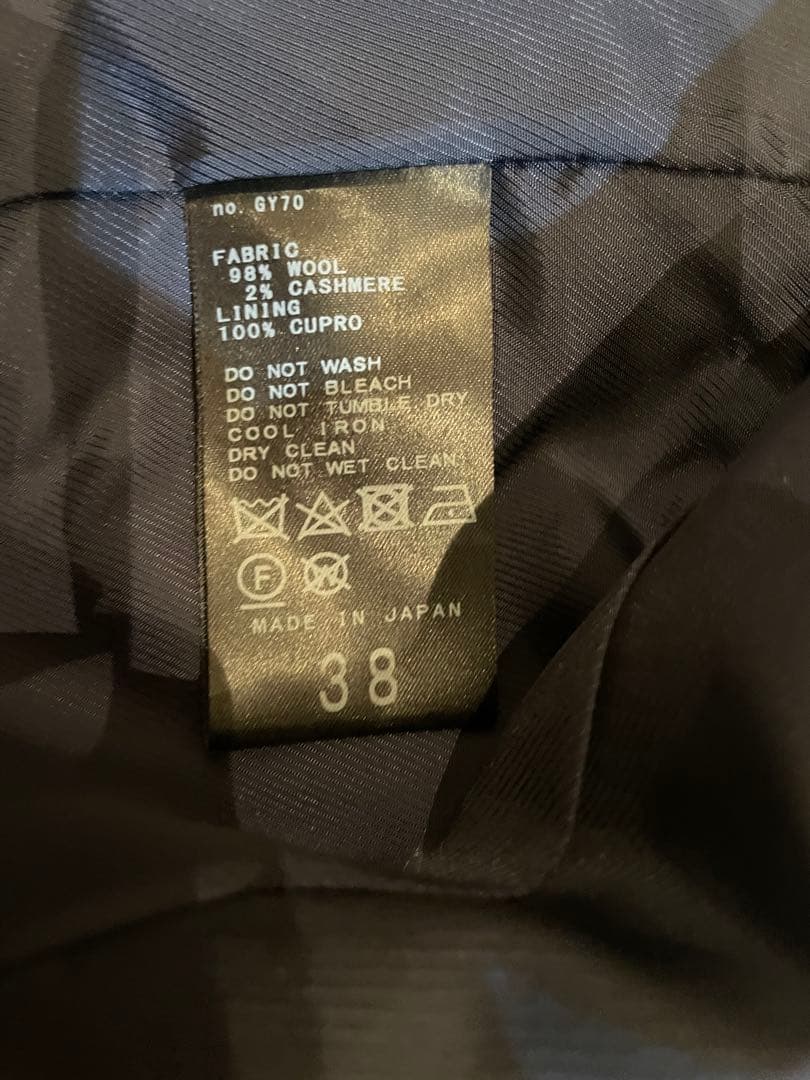 no. GY70
FABRIC
98% WOOL
2% CASHMERE
LINING
100% CUPRO
DO NOT WASH
DO NOT BLEACH
DO NOT TUMBLE DRY
COOL IRON
DRY CLEAN
DO NOT WET CLEAN
F W
MADE IN JAPAN
38